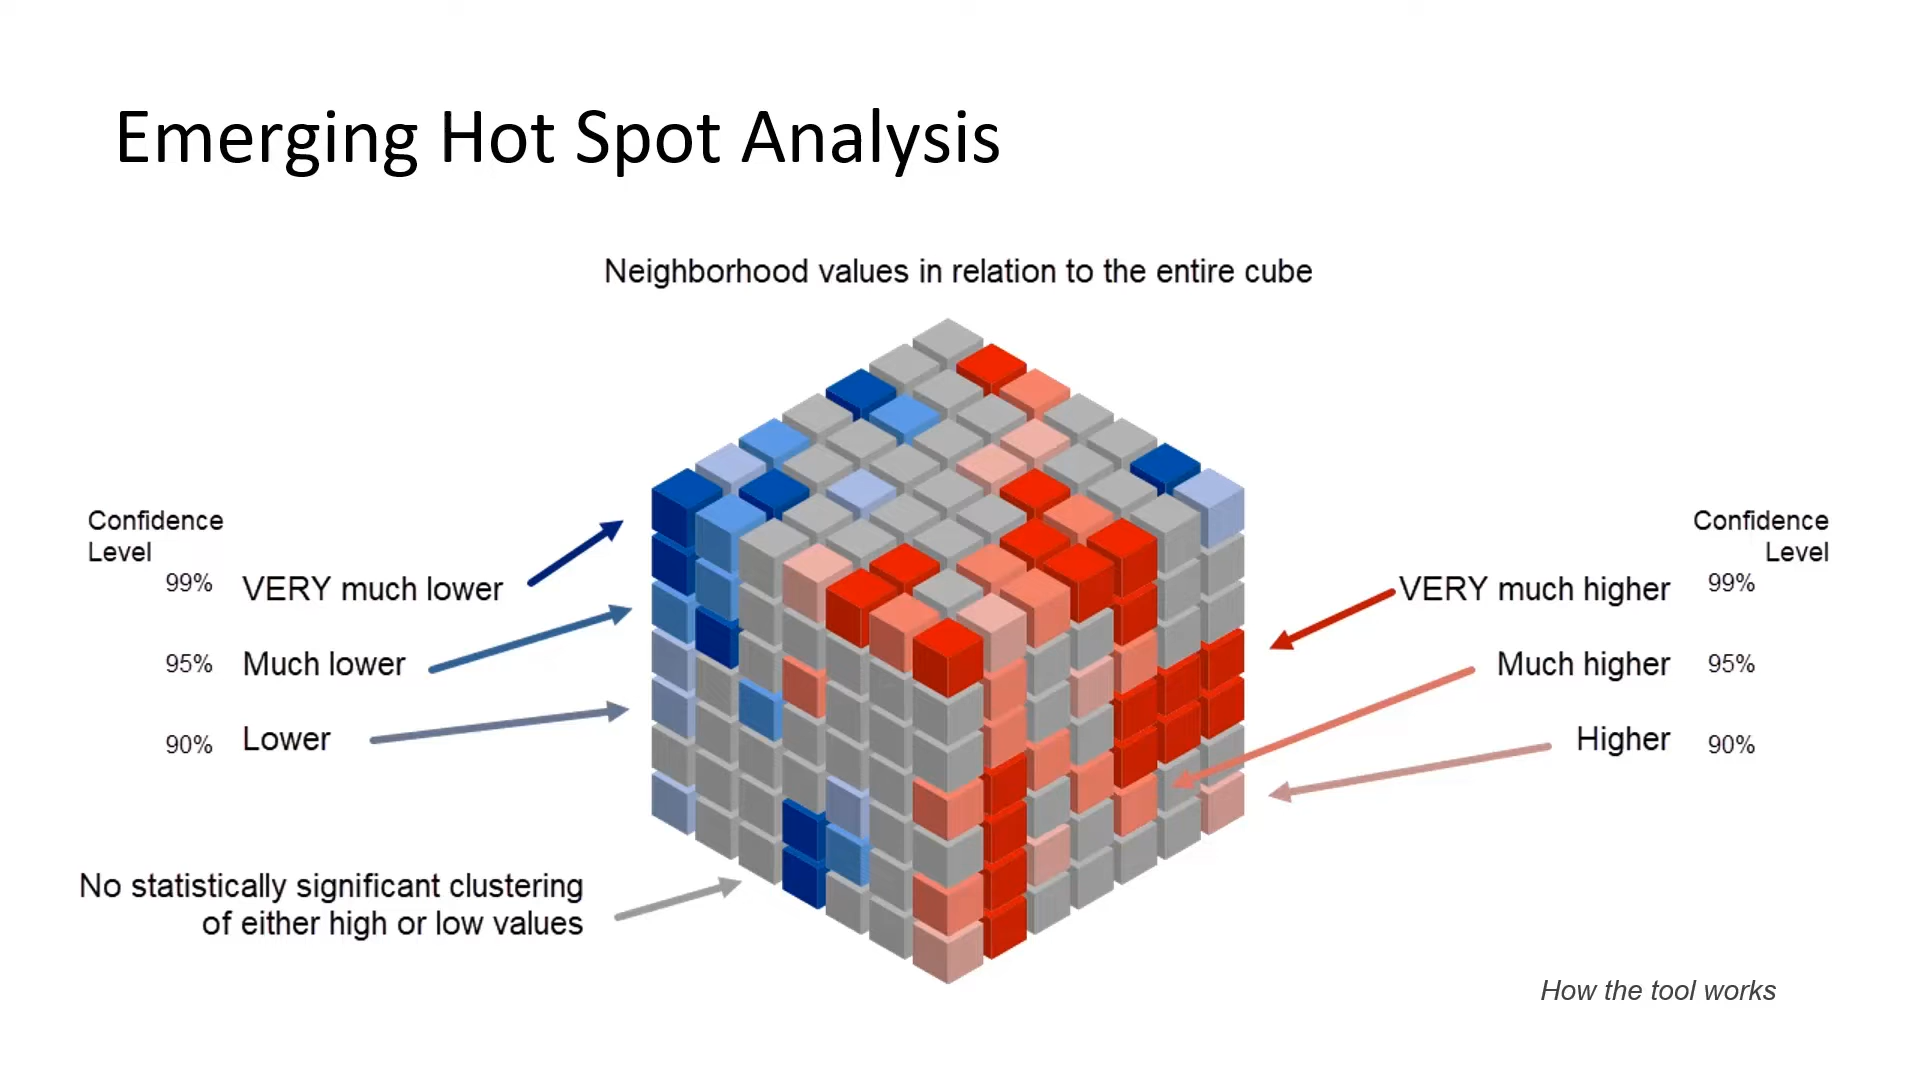 Emerging Hot Spot Analysis
Neighborhood values in relation to the entire cube
Confidence
Level
99% VERY much lower
95% Much lower
90% Lower
No statistically significant clustering
of either high or low values
Confidence
Level
VERY much higher 99%
Much higher 95%
Higher 90%
How the tool works